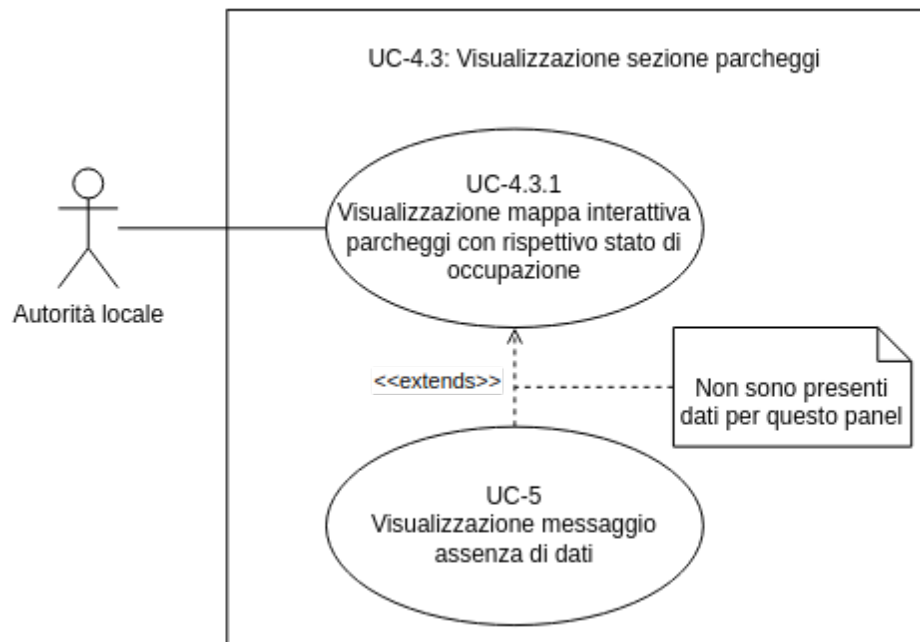 UC-4.3: Visualizzazione sezione parcheggi
UC-4.3.1
Visualizzazione mappa interattiva
parcheggi con rispettivo stato di
occupazione
Autorità locale
<<extends>>
Non sono presenti
dati per questo panel
UC-5
Visualizzazione messaggio
assenza di dati